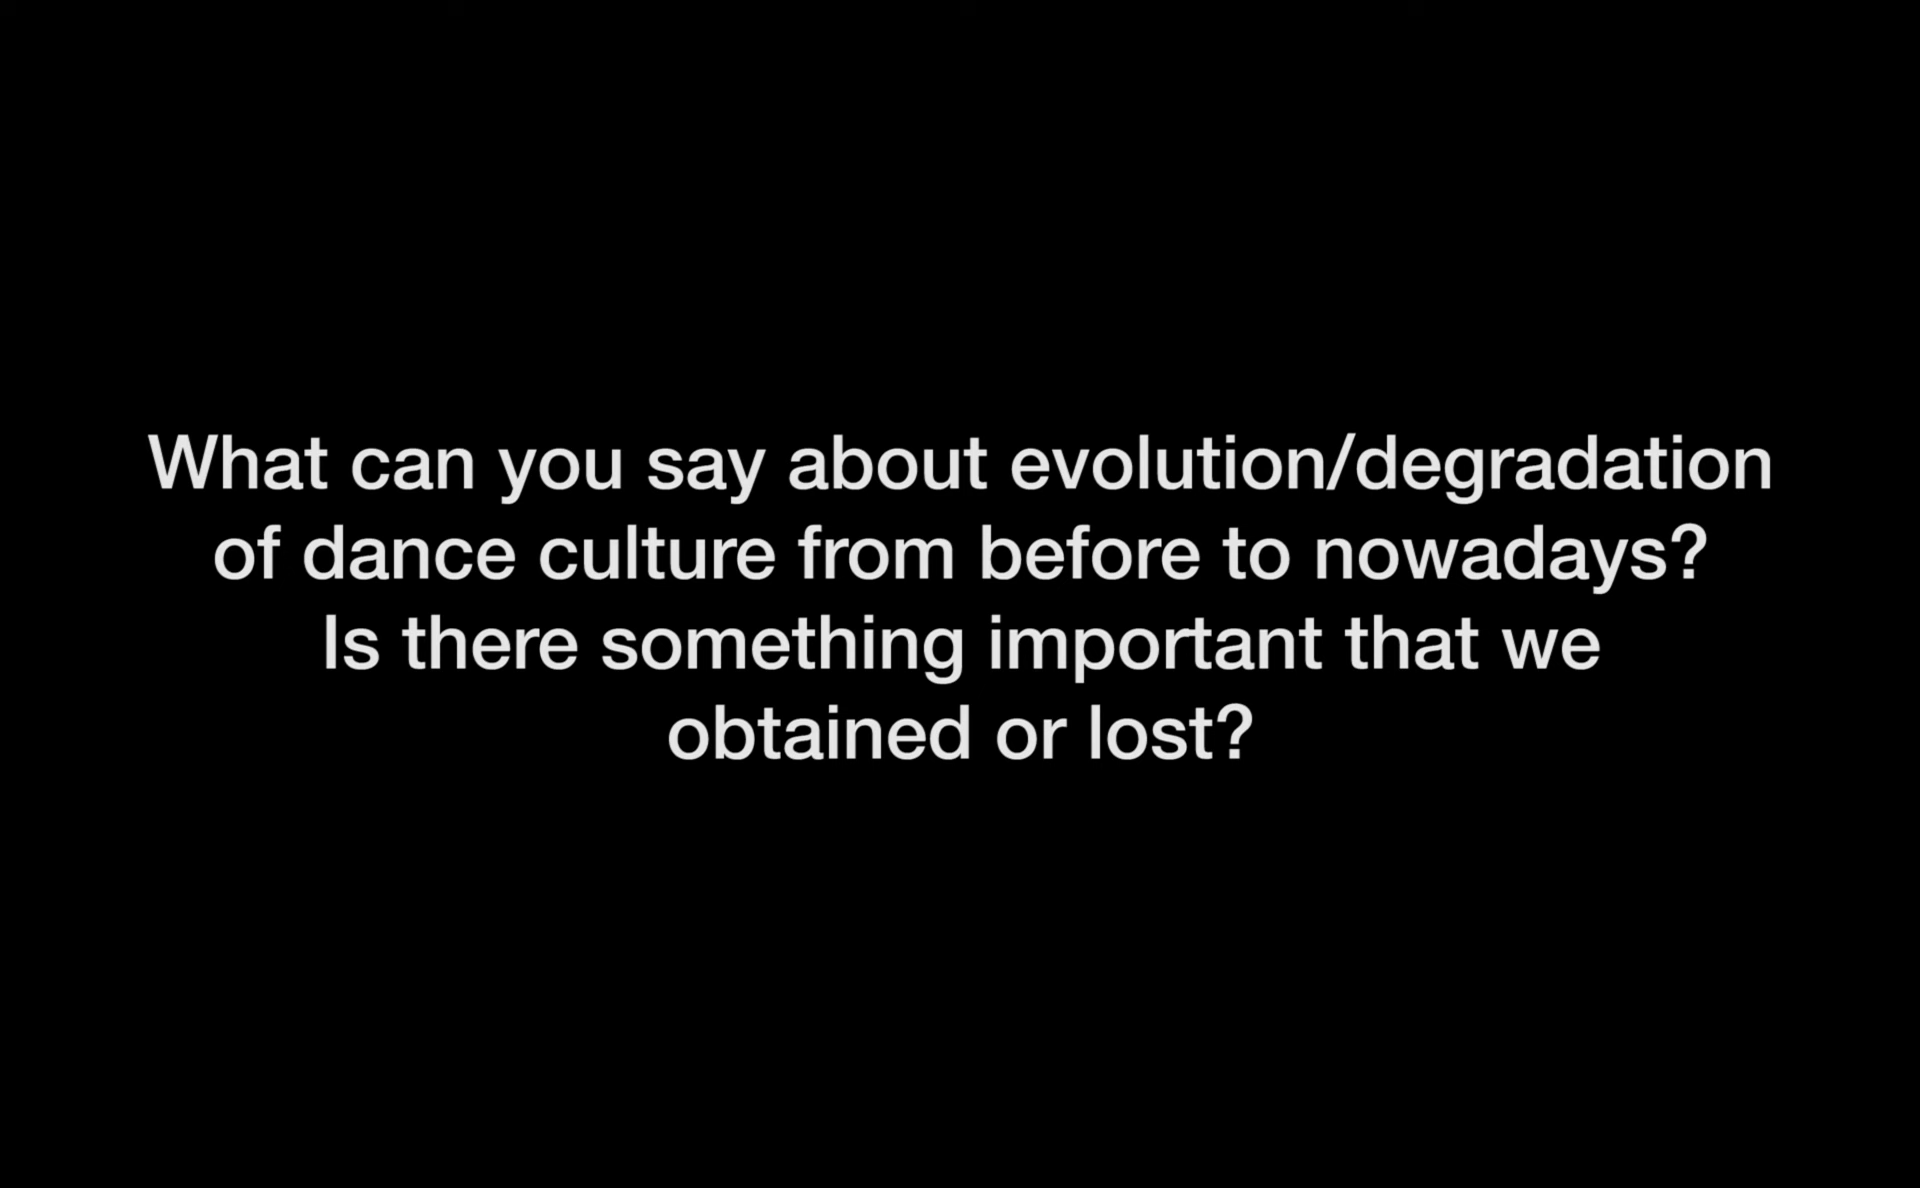 What can you say about evolution/degradation
of dance culture from before to nowadays?
Is there something important that we
obtained or lost?